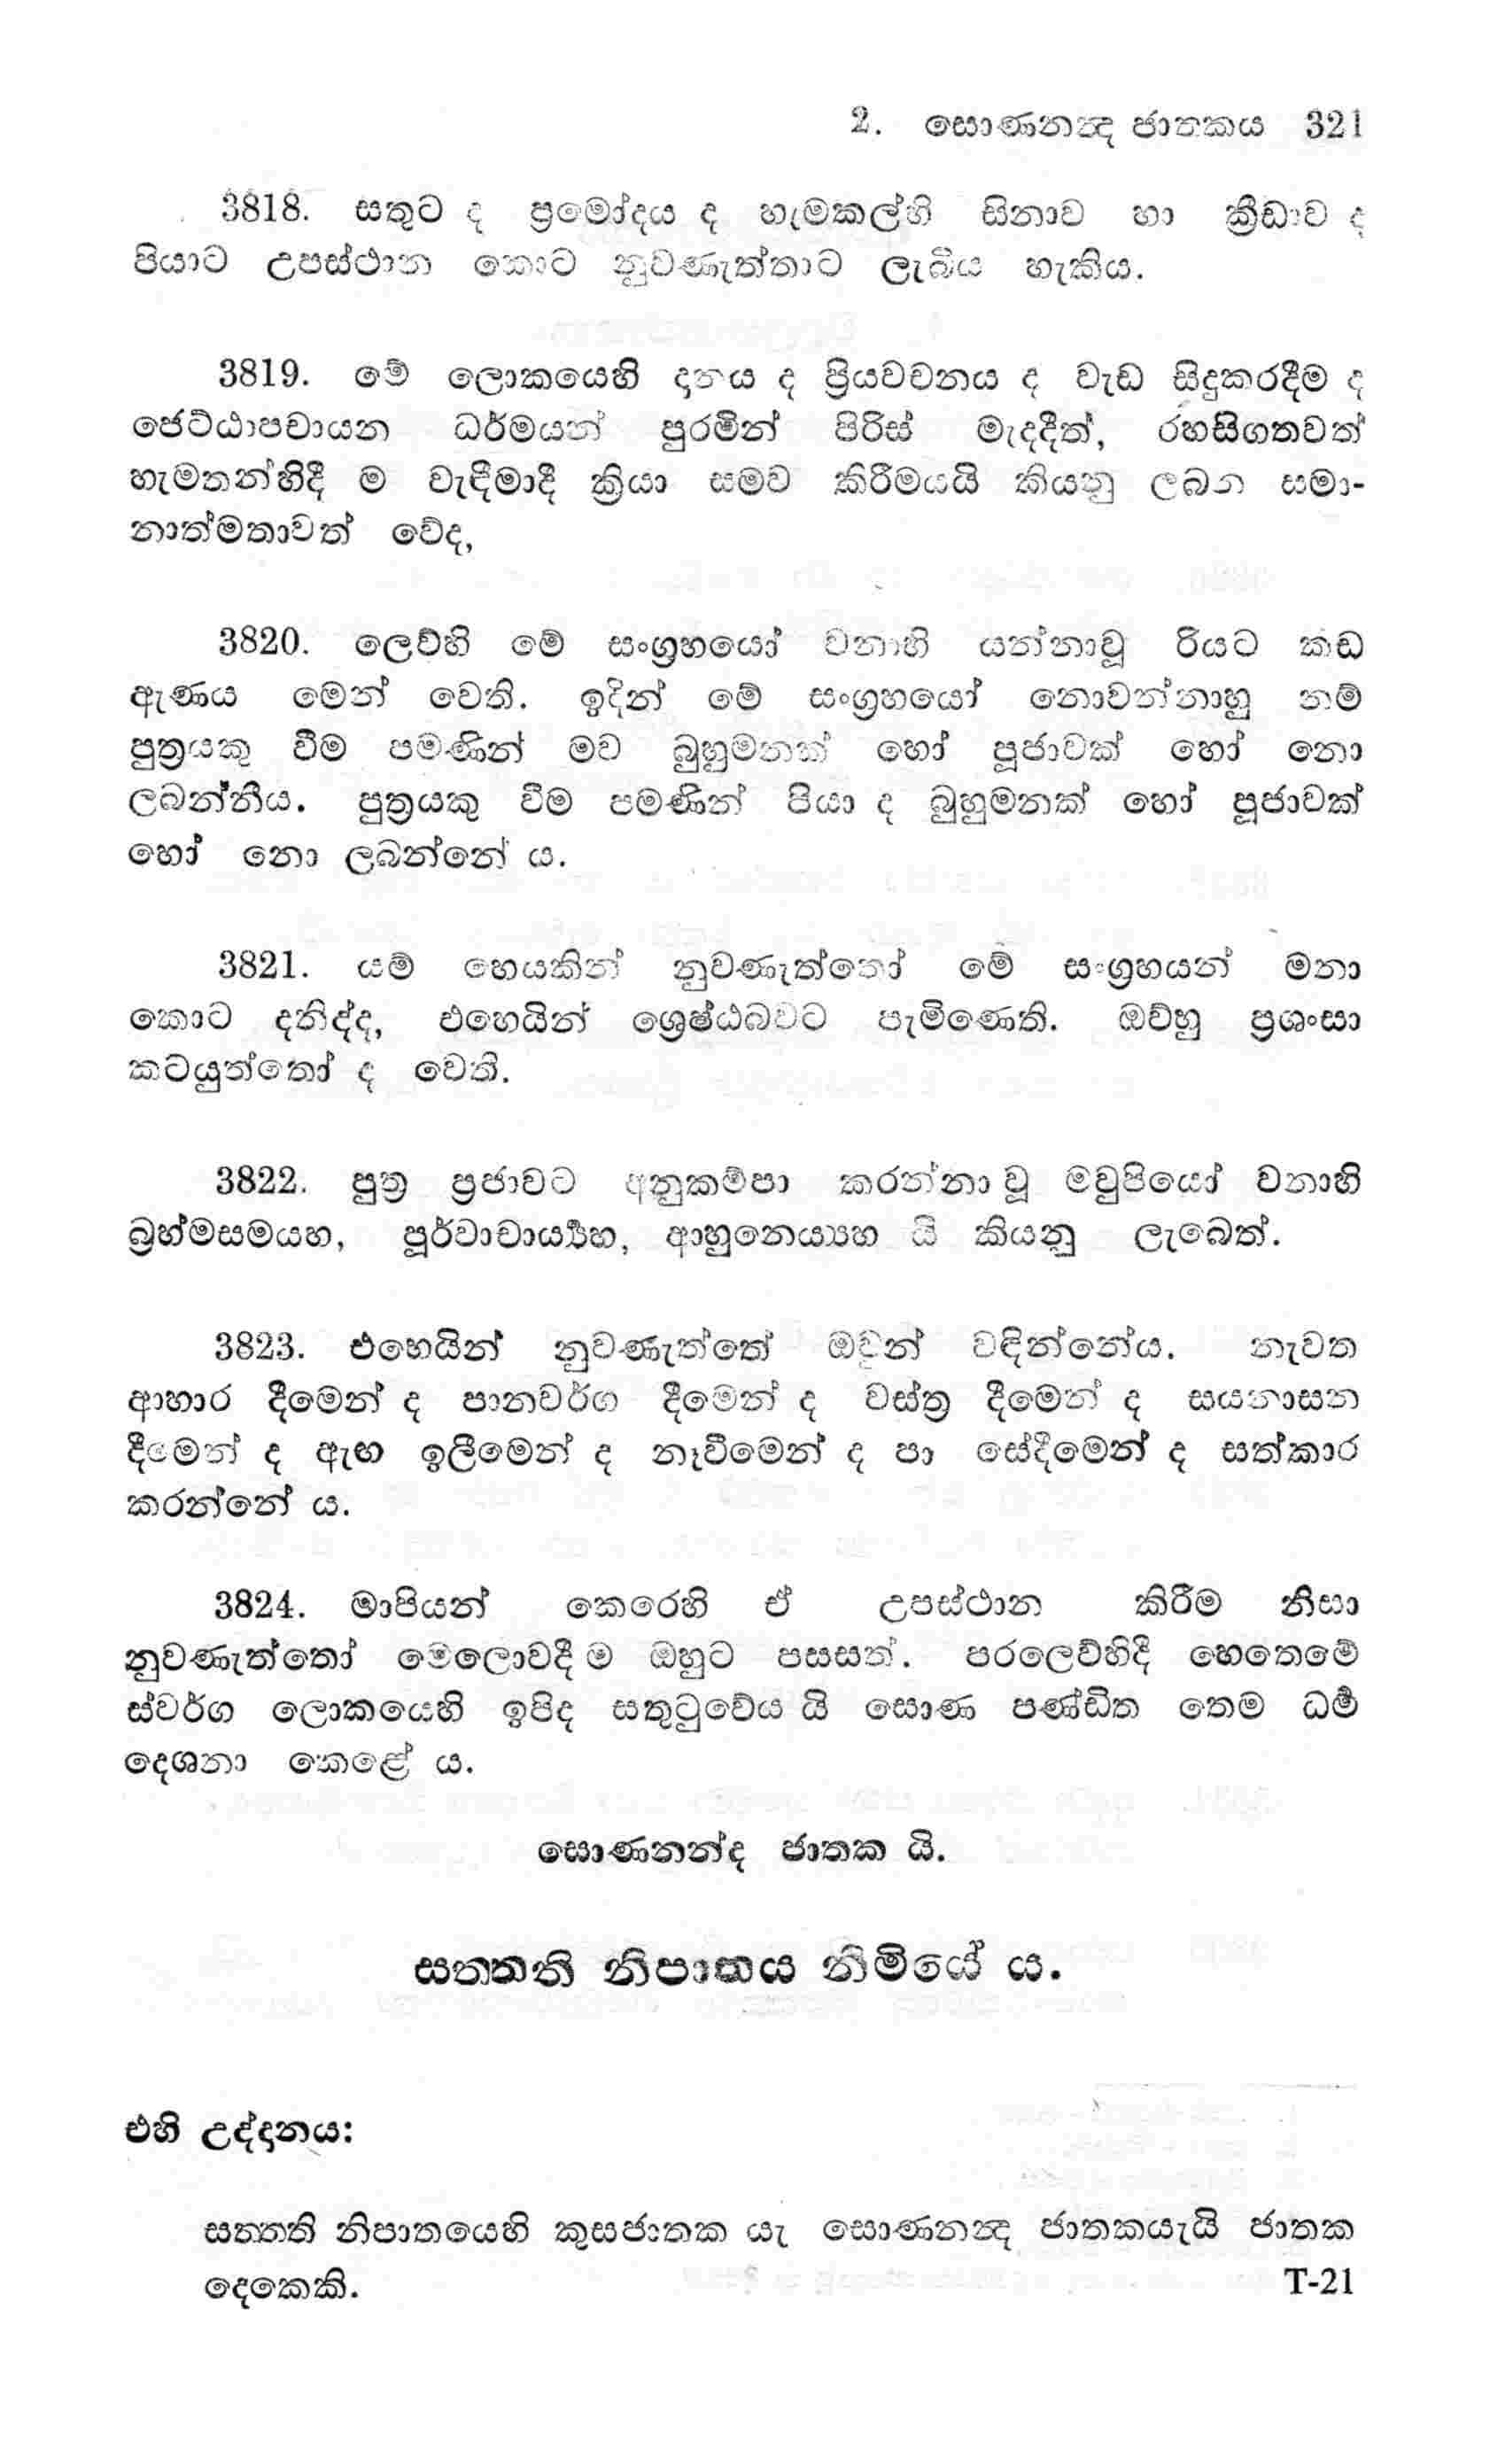 2. සොණනන්‍ද ජාතකය 321
3818. සතුට ද ප්‍රමෝදය ද හැමකල්හි සිනාව හා ක්‍රීඩාව ද
පියාට උපස්ථාන කොට නුවණැත්තාට ලැබිය හැකිය.
3819. මේ ලොකයෙහි දානය ද ප්‍රියවචනය ද වැඩ සිදුකරදීම ද
ජෙට්ඨාපචායන ධර්මයන් පුරමින් පිරිස් මැදදීත්, රහසිගතවත්
හැමතන්හිදී ම වැඳීමාදී ක්‍රියා සමව කිරීමයයි කියනු ලබන සමා-
නාත්මතාවත් වේද,
3820. ලෙව්හි මේ සංග්‍රහයෝ වනාහි යන්නාවූ රියට කඩ
ඇණය මෙන් වෙති. ඉදින් මේ සංග්‍රහයෝ නොවන්නාහු නම්
පුත්‍රයකු වීම පමණින් මව බුහුමනක් හෝ පූජාවක් හෝ නො
ලබන්නීය. පුත්‍රයකු වීම පමණින් පියා ද බුහුමනක් හෝ පූජාවක්
හෝ නො ලබන්නේ ය.
3821. යම් හෙයකින් නුවණැත්තෝ මේ සංග්‍රහයන් මනා
කොට දනිද්ද, එහෙයින් ශ්‍රෙෂ්ඨබවට පැමිණෙති. ඔව්හු ප්‍රශංසා
කටයුත්තෝ ද වෙති.
3822. පුත්‍ර ප්‍රජාවට අනුකම්පා කරන්නා වූ මවුපියෝ වනාහි
බ්‍රහ්මසමයහ, පූර්වාචාර්‍ය්‍යහ, ආහුනෙය්‍යහ යි කියනු ලැබෙත්.
3823. එහෙයින් නුවණැත්තේ ඔවුන් වඳින්නේය. නැවත
ආහාර දීමෙන් ද පානවර්ග දීමෙන් ද වස්ත්‍ර දීමෙන් ද සයනාසන
දීමෙන් ද ඇඟ ඉලීමෙන් ද නෑවීමෙන් ද පා සේදීමෙන් ද සත්කාර
කරන්නේ ය.
3824. මාපියන් කෙරෙහි ඒ උපස්ථාන කිරීම නිසා
නුවණැත්තෝ මෙලොවදී ම ඔහුට පසසත්. පරලෙව්හිදී හෙතෙමේ
ස්වර්ග ලොකයෙහි ඉපිද සතුටුවේය යි සොණ පණ්ඩිත තෙම ධර්‍ම
දෙශනා කෙළේ ය.
සොණනන්ද ජාතක යි.
සත්‍තති නිපාතය නිමියේ ය.
එහි උද්දානය:
සත්‍තති නිපාතයෙහි කුසජාතක යැ සොණනන්‍ද ජාතකයැයි ජාතක
දෙකෙකි. T-21